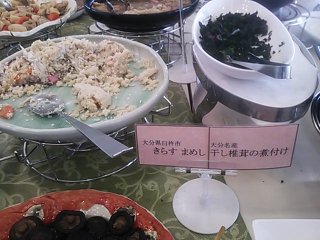 大分県臼杵市
きらす まめし
大分名産
干し椎茸の煮付け